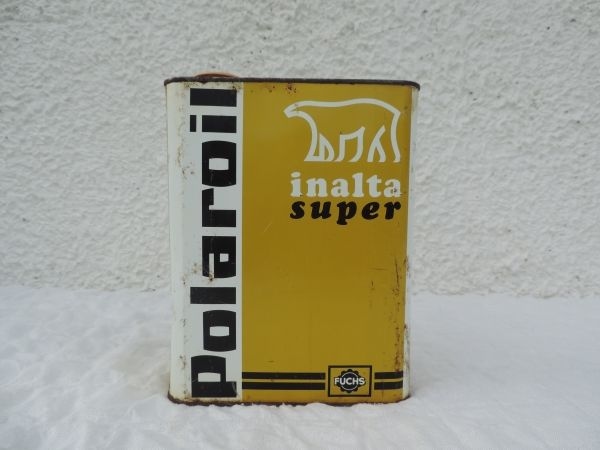 Polaroil
inalta
super
FUCHS